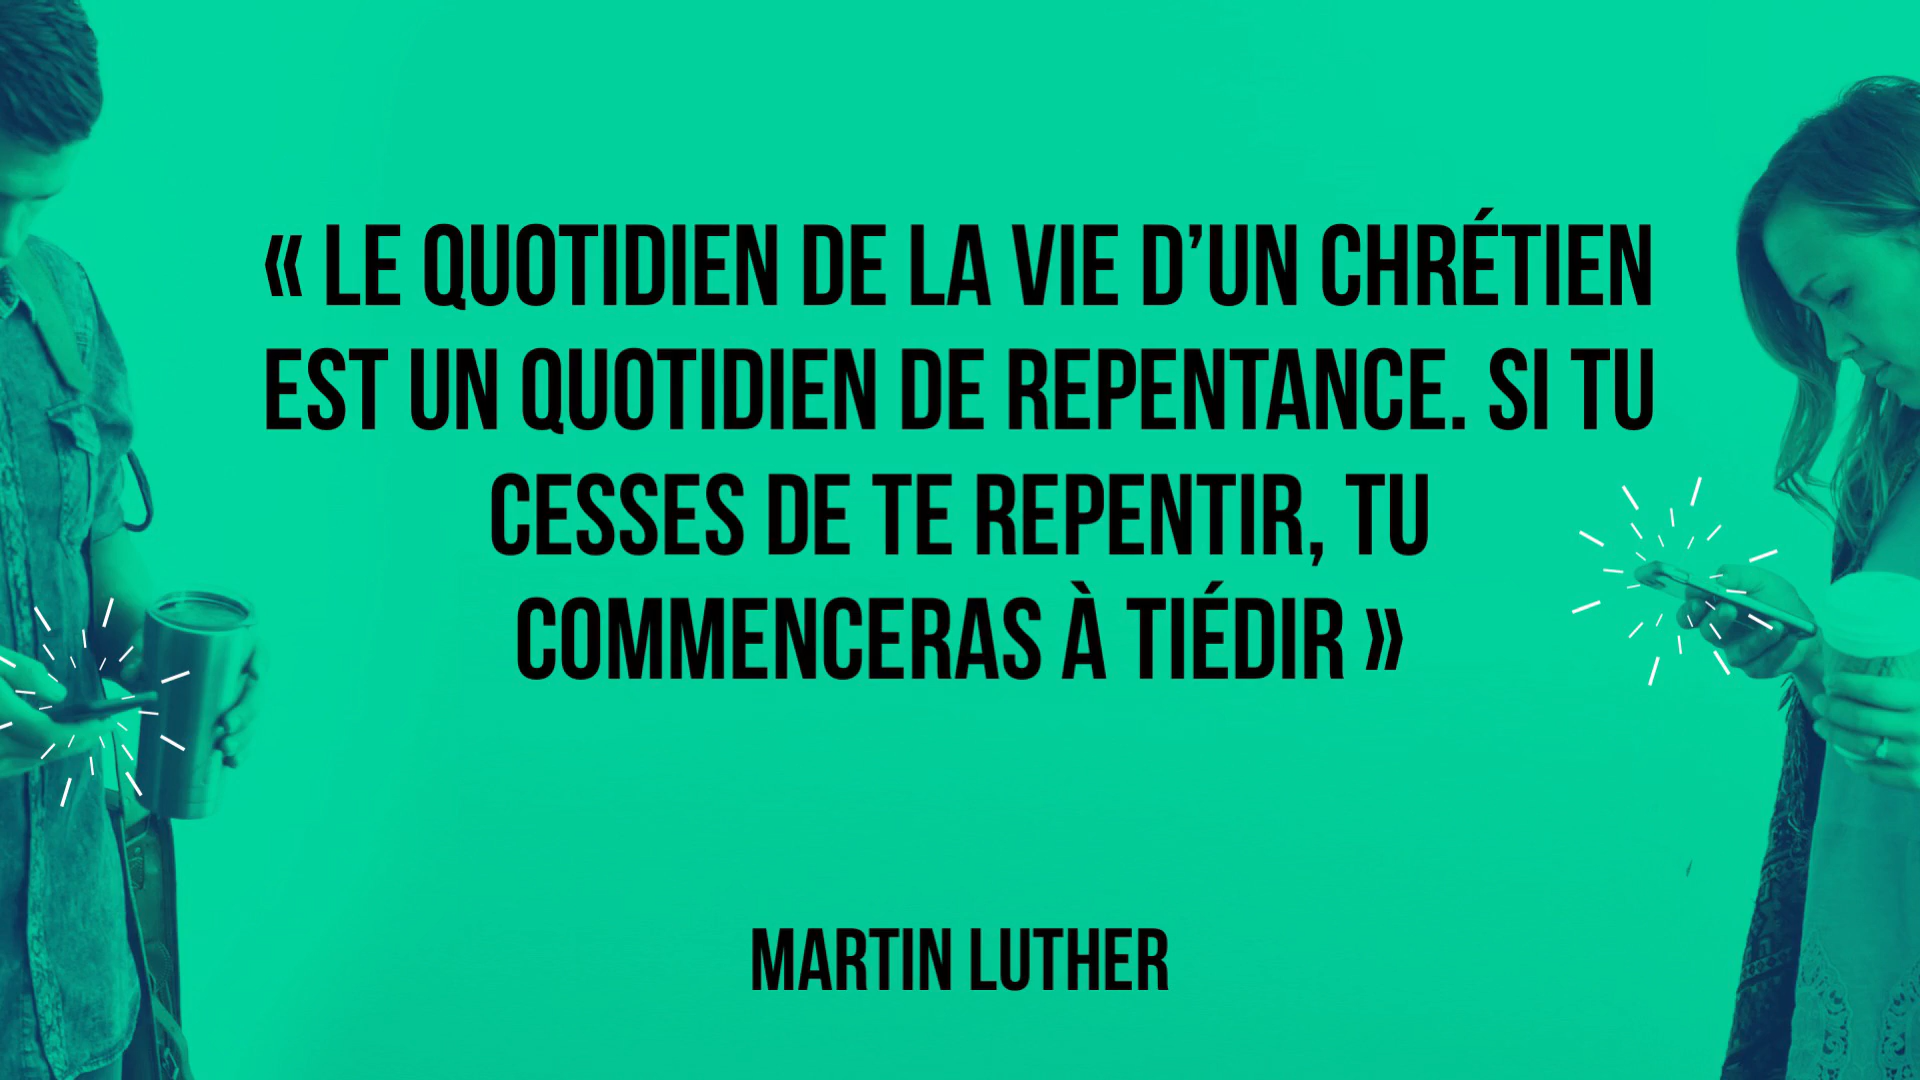 « LE QUOTIDIEN DE LA VIE D’UN CHRÉTIEN
EST UN QUOTIDIEN DE REPENTANCE. SI TU
CESSES DE TE REPENTIR, TU
COMMENCERAS À TIÉDIR »
MARTIN LUTHER